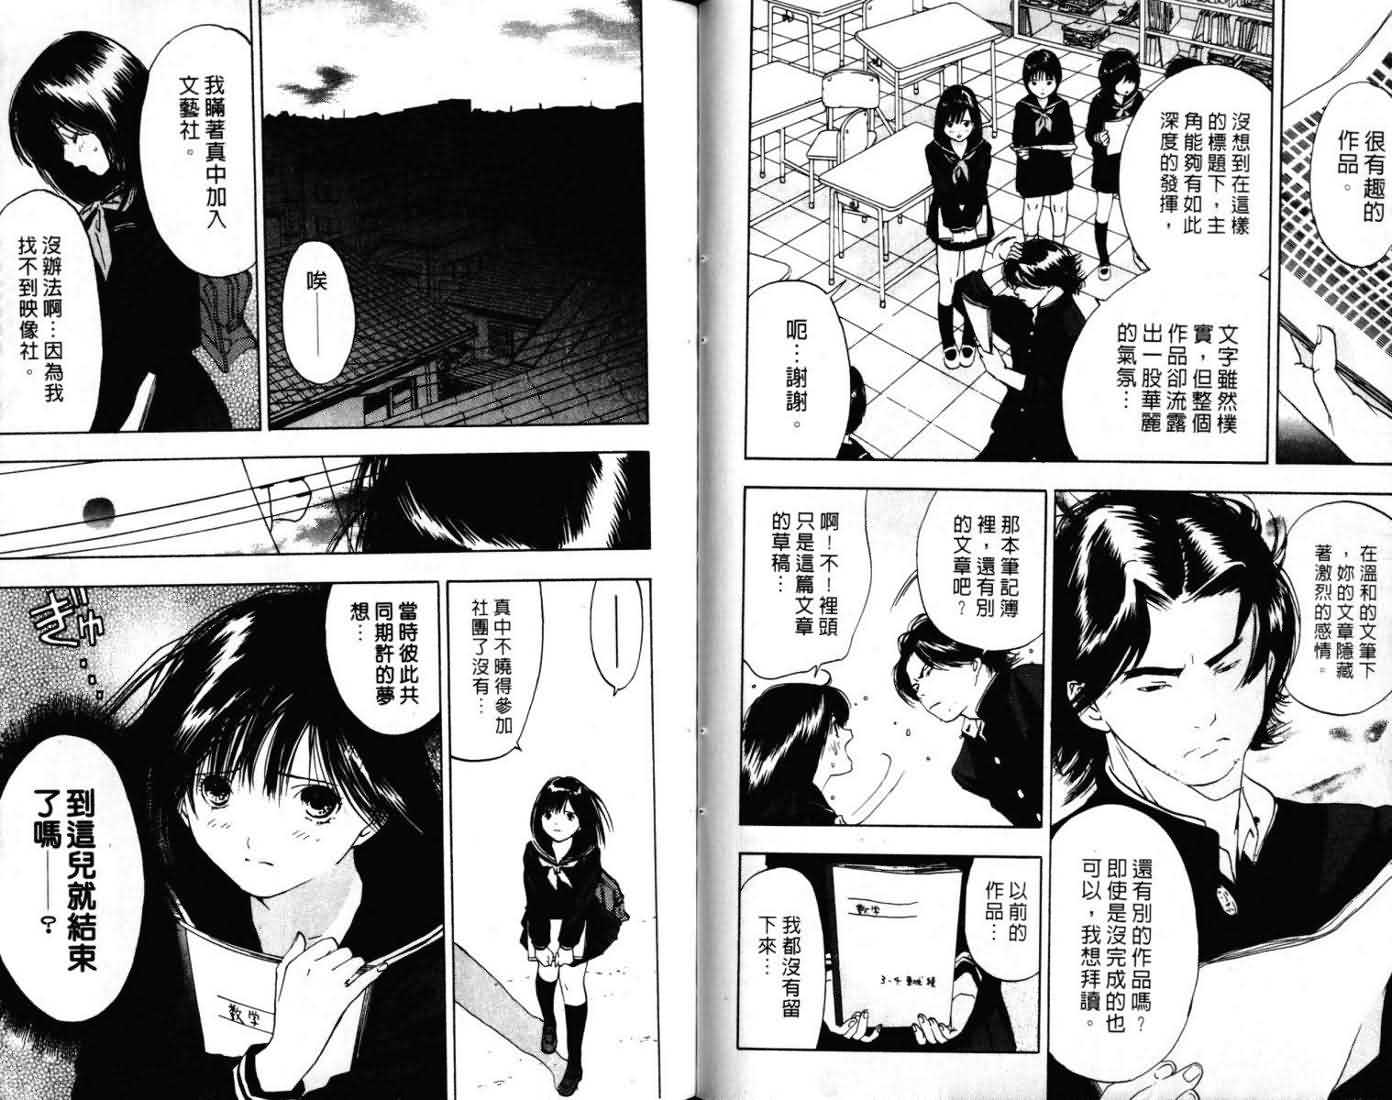 很有趣的
作品。
沒想到在這樣
的標題下，主
角能夠有如此
深度的發揮，
文字雖然樸
實，但整個
作品卻流露
出一股華麗
的氣氛…
呃…謝謝。
在溫和的文筆下
，妳的文章隱藏
著激烈的感情。
還有別的作品嗎？
即使是沒完成的也
可以，我想拜讀。
那本筆記簿
裡，還有別
的文章吧？
啊！不！裡頭
只是這篇文章
的草稿…
以前的
作品…
我都沒有留
下來…
数学
唉——
我瞞著真中加入
文藝社。
沒辦法啊…因為我
找不到映像社。
——
真中不曉得參加
社團了沒有…
當時彼此共
同期許的夢
想…
ぎゅ…
到這兒就結束
了嗎——？
数学